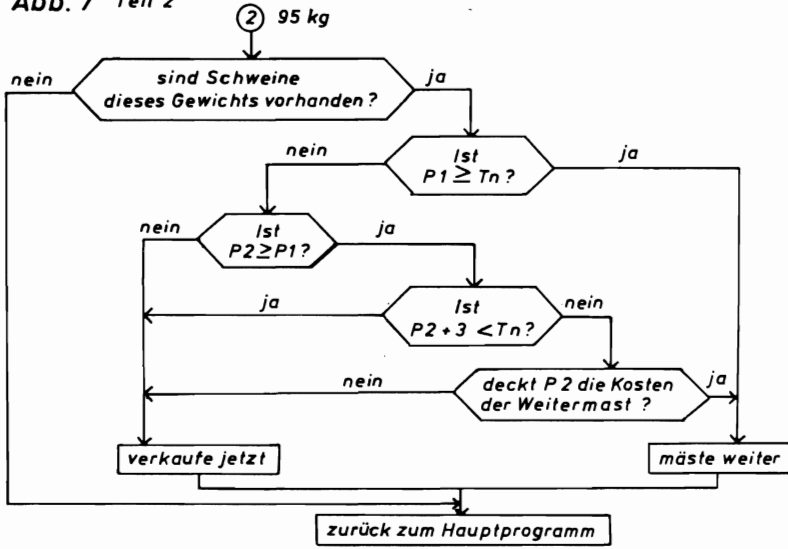 Abb. 7 Teil 2
2 95 kg
nein
sind Schweine
dieses Gewichts vorhanden?
ja
nein
Ist
P1 ≥ Tn?
ja
nein
Ist
P2 ≥ P1?
ja
ja
Ist
P2 + 3 < Tn?
nein
nein
deckt P2 die Kosten
der Weitermast ?
ja
verkaufe jetzt
mäste weiter
zurück zum Hauptprogramm